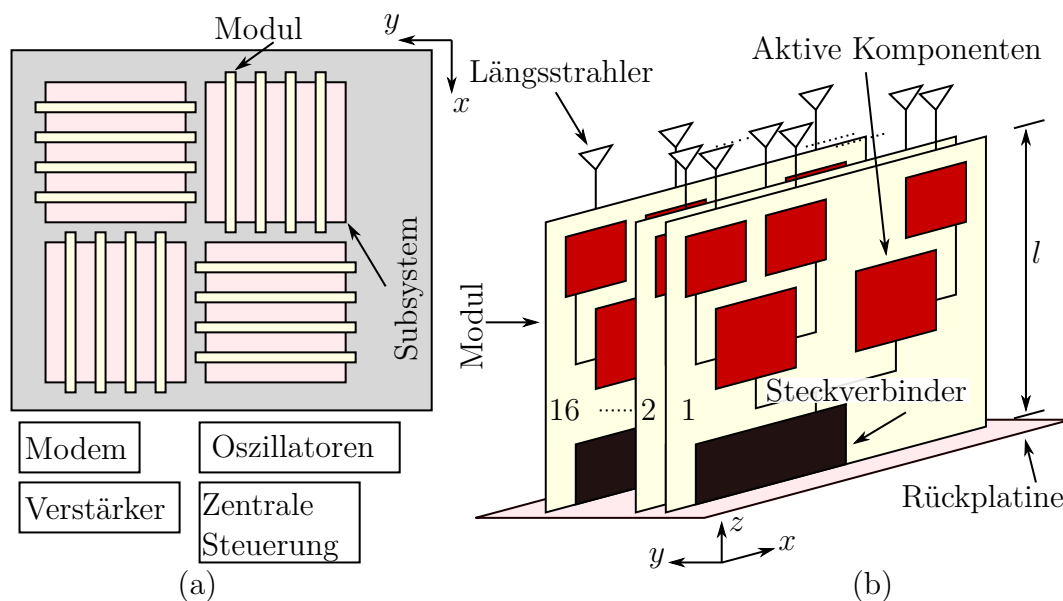 Modul
y
x
Subsystem
Modem
Oszillatoren
Verstärker
Zentrale
Steuerung
(a)
Längsstrahler
Aktive Komponenten
Modul
l
16 ...... 2 1
Steckverbinder
Rückplatine
z
y
x
(b)